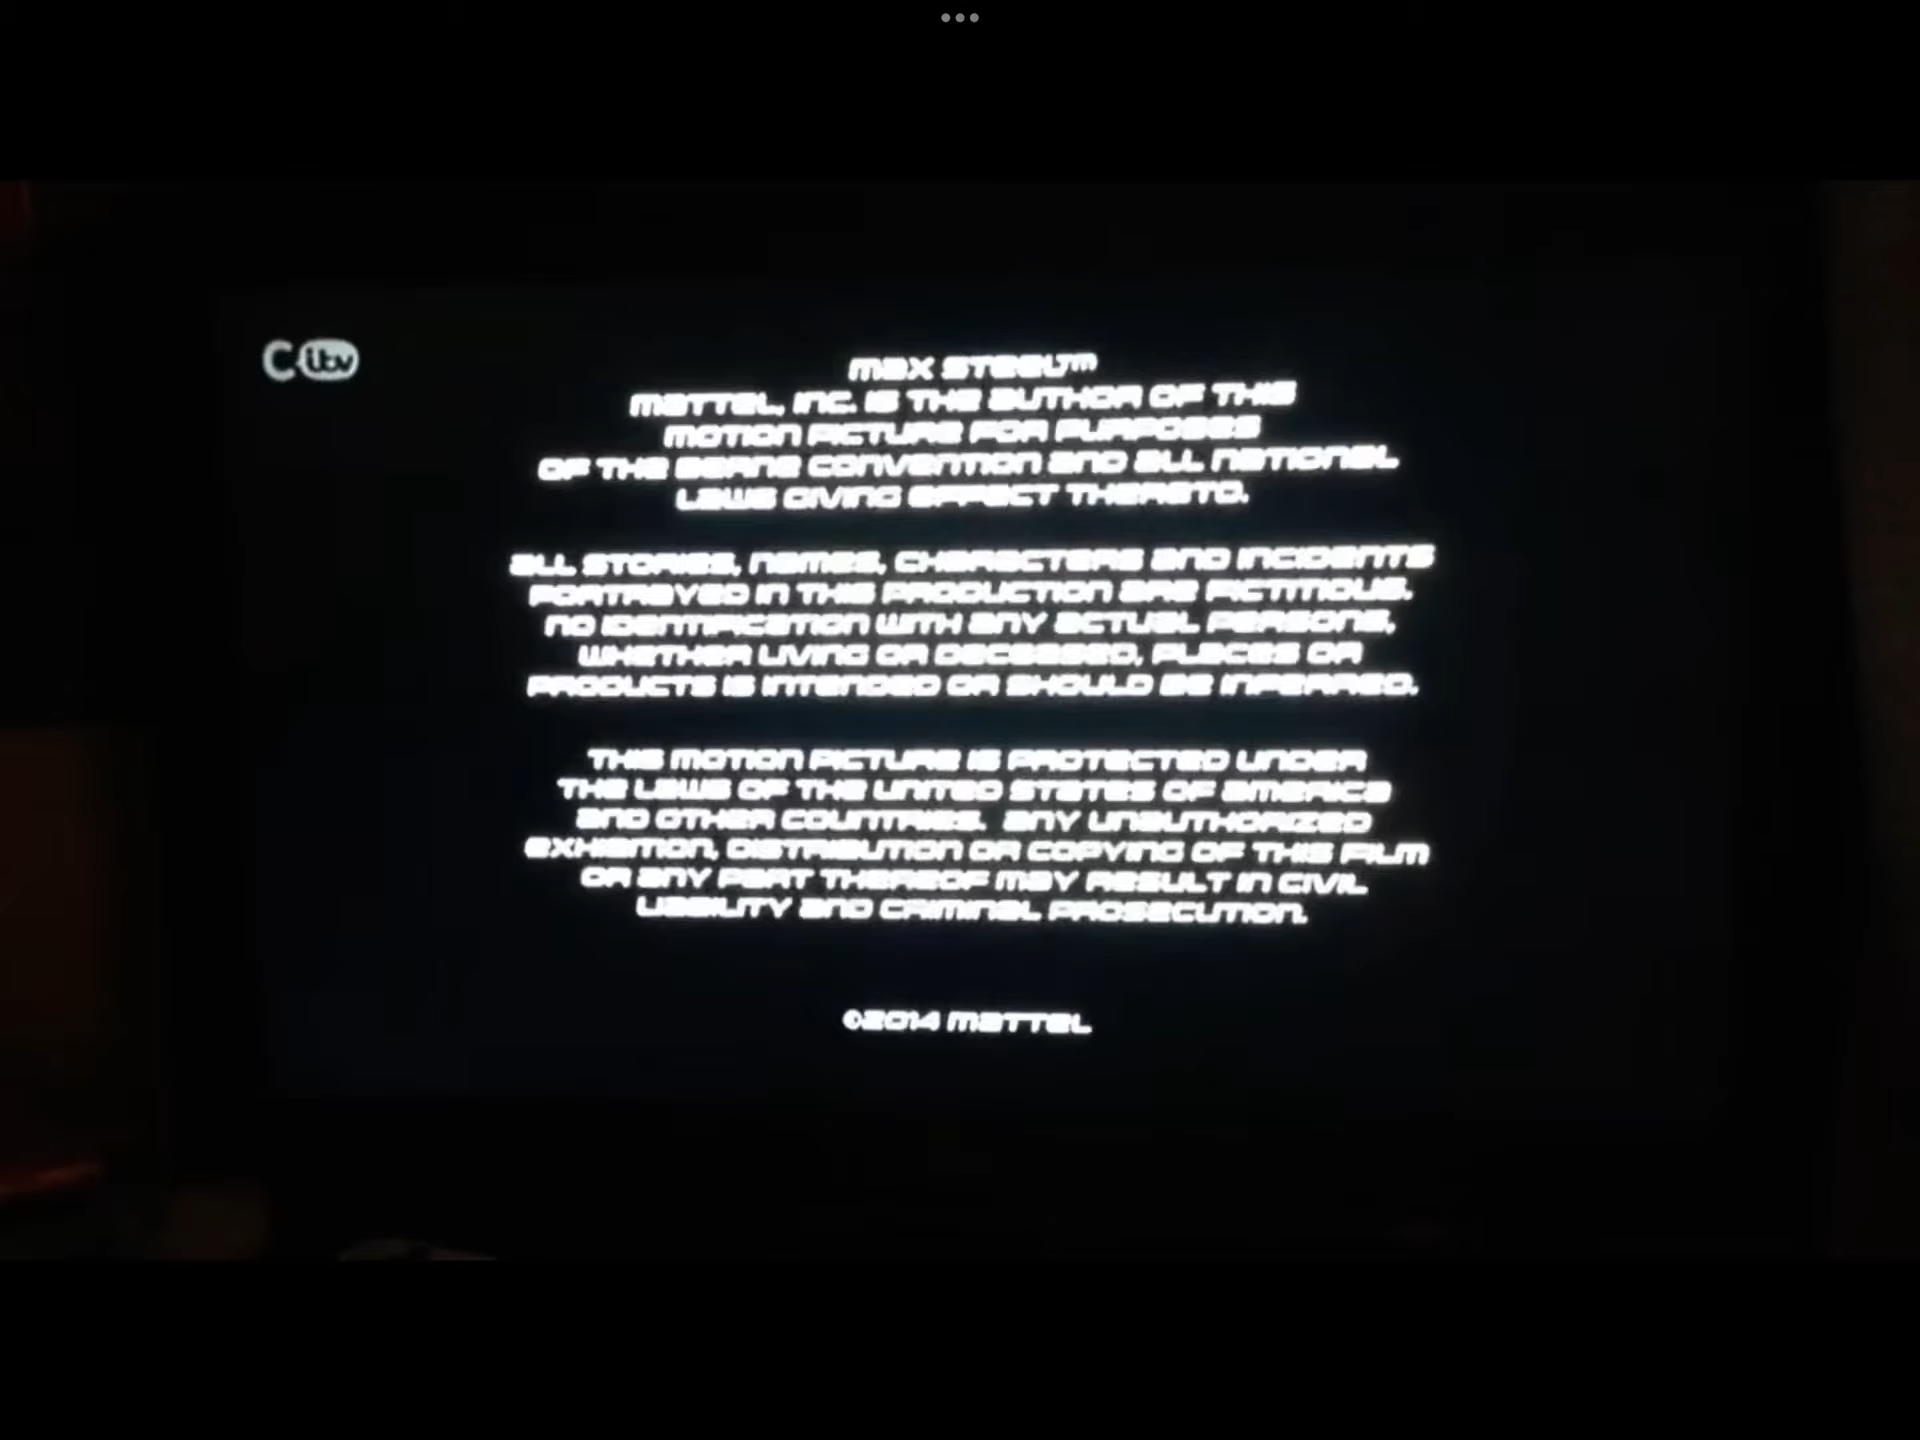 Citv
MAX STEEL™
MATTEL, INC. IS THE AUTHOR OF THIS
MOTION PICTURE FOR PURPOSES
OF THE BERNE CONVENTION AND ALL NATIONAL
LAWS GIVING EFFECT THERETO.
ALL STORIES, NAMES, CHARACTERS AND INCIDENTS
PORTRAYED IN THIS PRODUCTION ARE FICTITIOUS.
NO IDENTIFICATION WITH ANY ACTUAL PERSONS,
WHETHER LIVING OR DECEASED, PLACES OR
PRODUCTS IS INTENDED OR SHOULD BE INFERRED.
THIS MOTION PICTURE IS PROTECTED UNDER
THE LAWS OF THE UNITED STATES OF AMERICA
AND OTHER COUNTRIES. ANY UNAUTHORIZED
EXHIBITION, DISTRIBUTION OR COPYING OF THIS FILM
OR ANY PART THEREOF MAY RESULT IN CIVIL
LIABILITY AND CRIMINAL PROSECUTION.
©2014 MATTEL